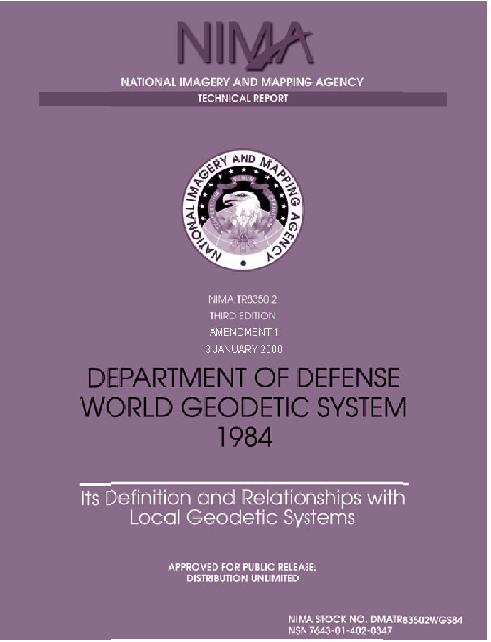 NIMA
NATIONAL IMAGERY AND MAPPING AGENCY
TECHNICAL REPORT
NATIONAL IMAGERY AND MAPPING AGENCY
NIMA TR8350.2
THIRD EDITION
AMENDMENT 1
3 JANUARY 2000
DEPARTMENT OF DEFENSE
WORLD GEODETIC SYSTEM
1984
Its Definition and Relationships with
Local Geodetic Systems
APPROVED FOR PUBLIC RELEASE;
DISTRIBUTION UNLIMITED
NIMA STOCK NO. DMATR83502WGS84
NSN 7643-01-402-0347